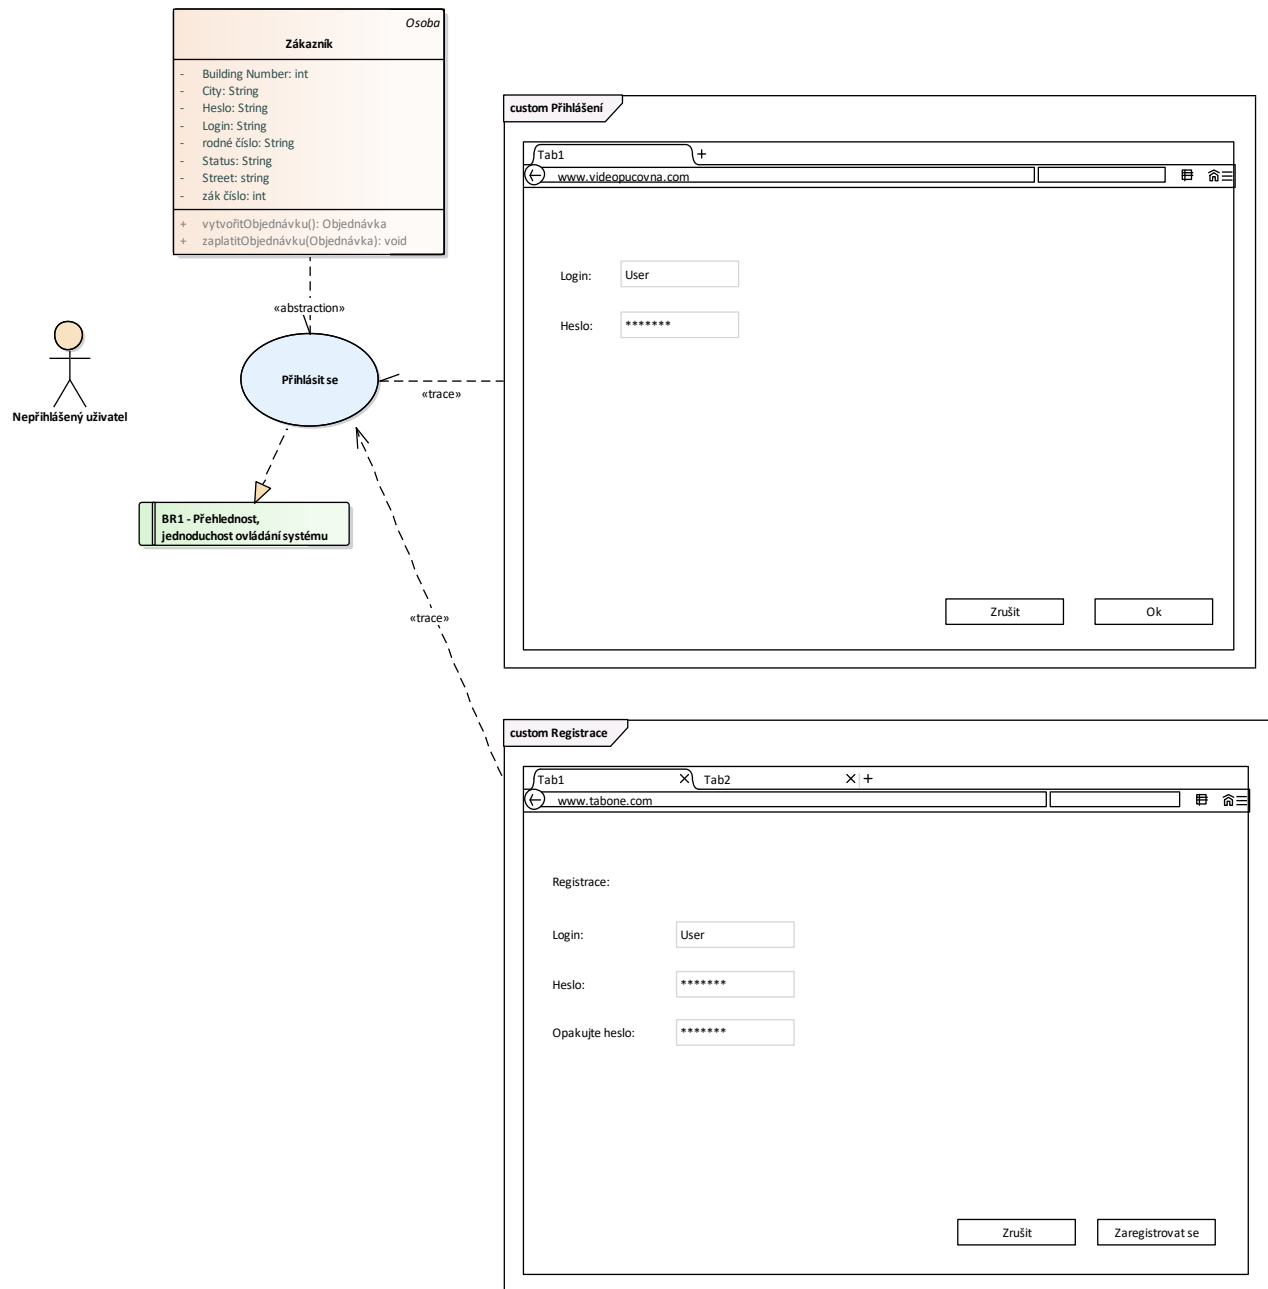 Osoba
Zákazník
- Building Number: int
- City: String
- Heslo: String
- Login: String
- rodné číslo: String
- Status: String
- Street: string
- zák číslo: int
+ vytvořitObjednávku(): Objednávka
+ zaplatitObjednávku(Objednávka): void
«abstraction»
Nepřihlášený uživatel
Přihlásit se
«trace»
BR1 - Přehlednost,
jednoduchost ovládání systému
«trace»
custom Přihlášení
Tab1 +
www.videopucovna.com
Login: User
Heslo: *******
Zrušit Ok
custom Registrace
Tab1 Tab2 +
www.tabone.com
Registrace:
Login: User
Heslo: *******
Opakujte heslo: *******
Zrušit Zaregistrovat se